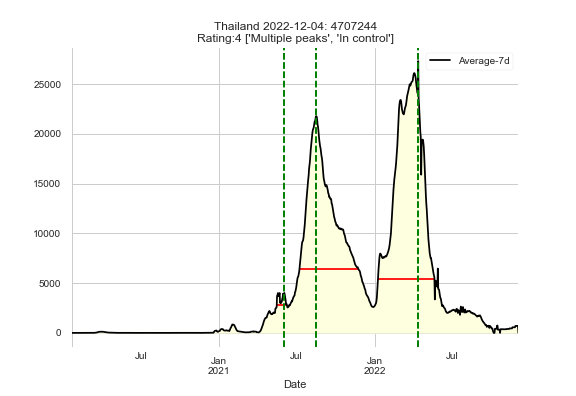 Thailand 2022-12-04: 4707244
Rating:4 ['Multiple peaks', 'In control']
Average-7d
25000
20000
15000
10000
5000
0
Jul
Jan
2021
Jul
Jan
2022
Jul
Date